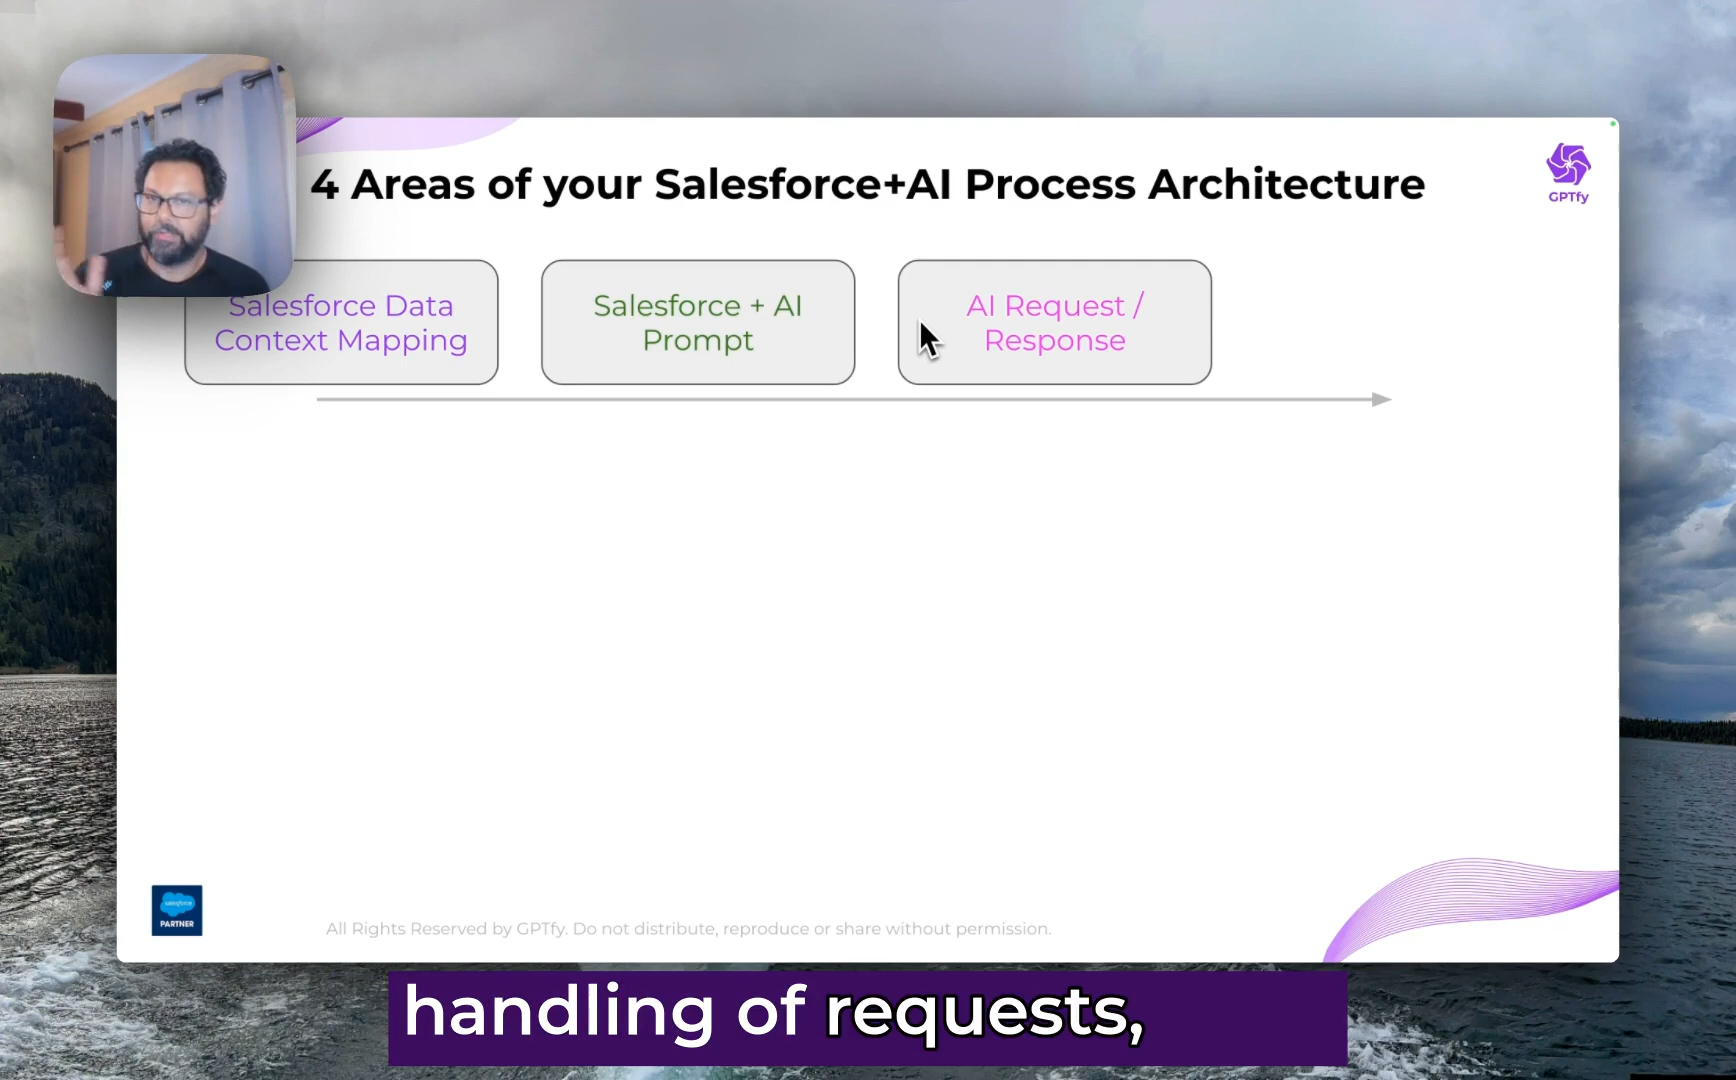 4 Areas of your Salesforce+AI Process Architecture
GPTfy
Salesforce Data
Context Mapping
Salesforce + AI
Prompt
AI Request /
Response
salesforce
PARTNER
All Rights Reserved by GPTfy. Do not distribute, reproduce or share without permission.
handling of requests,